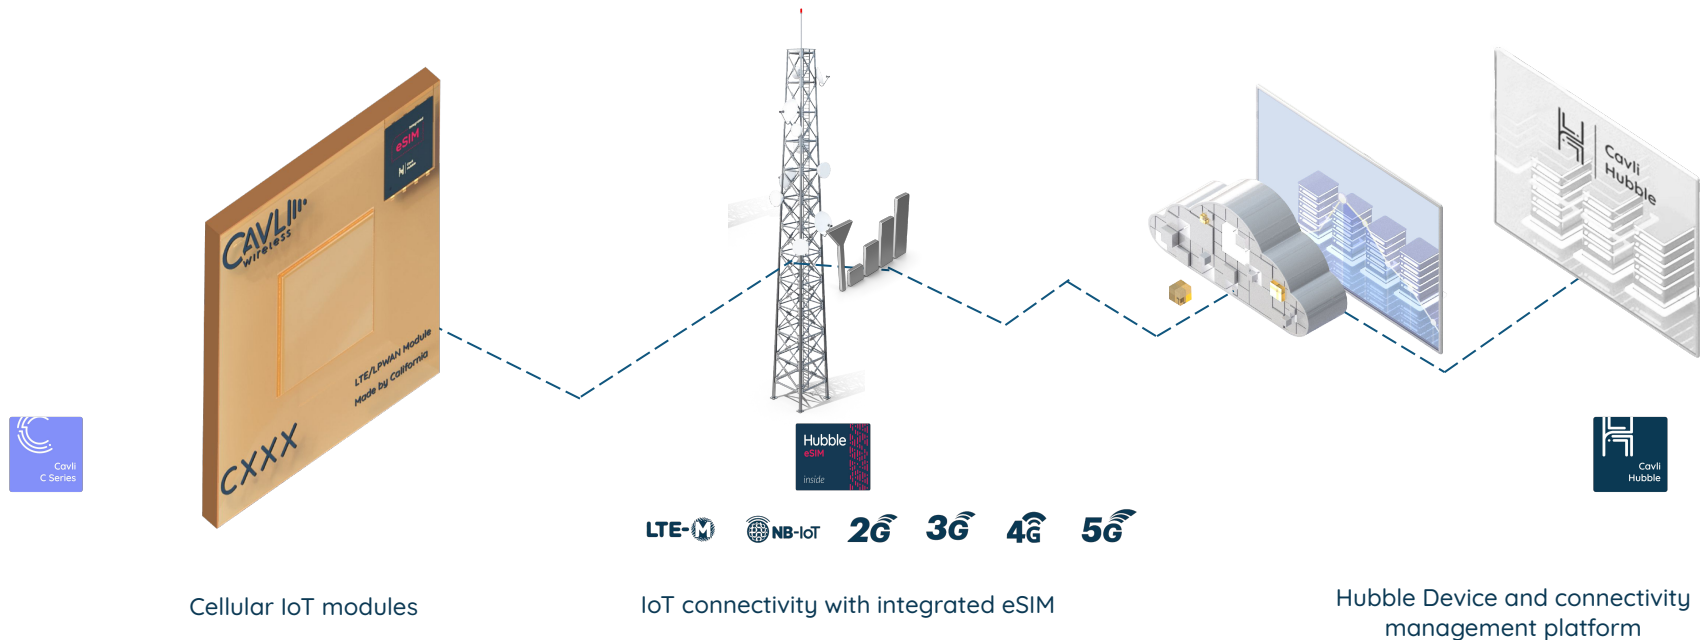 integrated
eSIM
CAVLI
wireless
LTE/LPWAN Module
Made by California
CXXX
Cavli
Hubble
Cavli
C Series
Hubble
eSIM
inside
Cavli
Hubble
LTE-M
NB-IoT
2G
3G
4G
5G
Cellular IoT modules
IoT connectivity with integrated eSIM
Hubble Device and connectivity
management platform